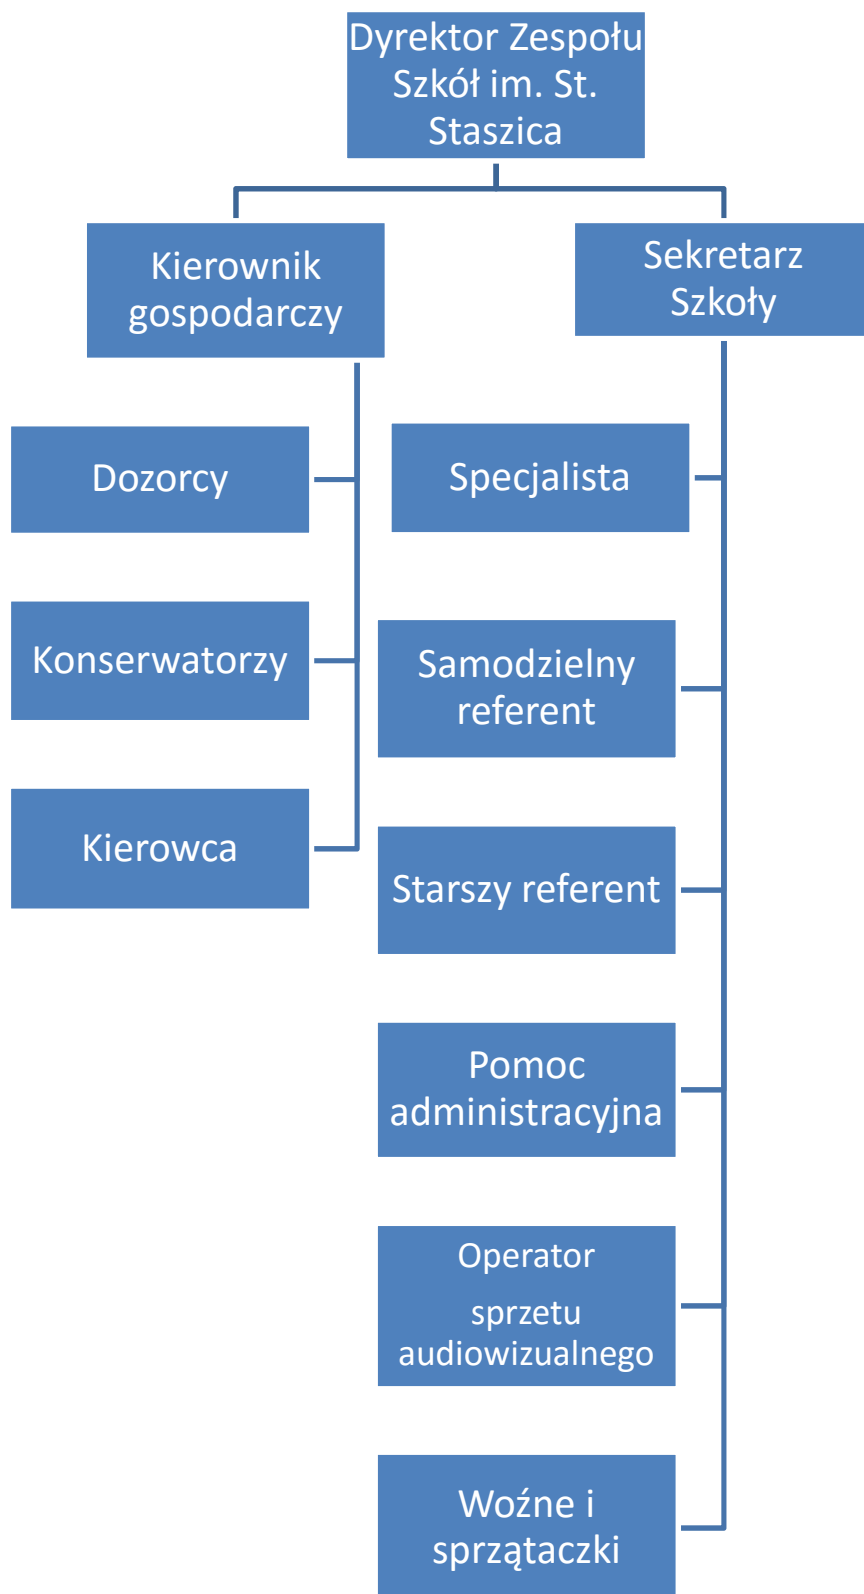 Dyrektor Zespołu
Szkół im. St.
Staszica
Kierownik
gospodarczy
Sekretarz
Szkoły
Dozorcy
Specjalista
Konserwatorzy
Samodzielny
referent
Kierowca
Starszy referent
Pomoc
administracyjna
Operator
sprzetu
audiowizualnego
Woźne i
sprzątaczki